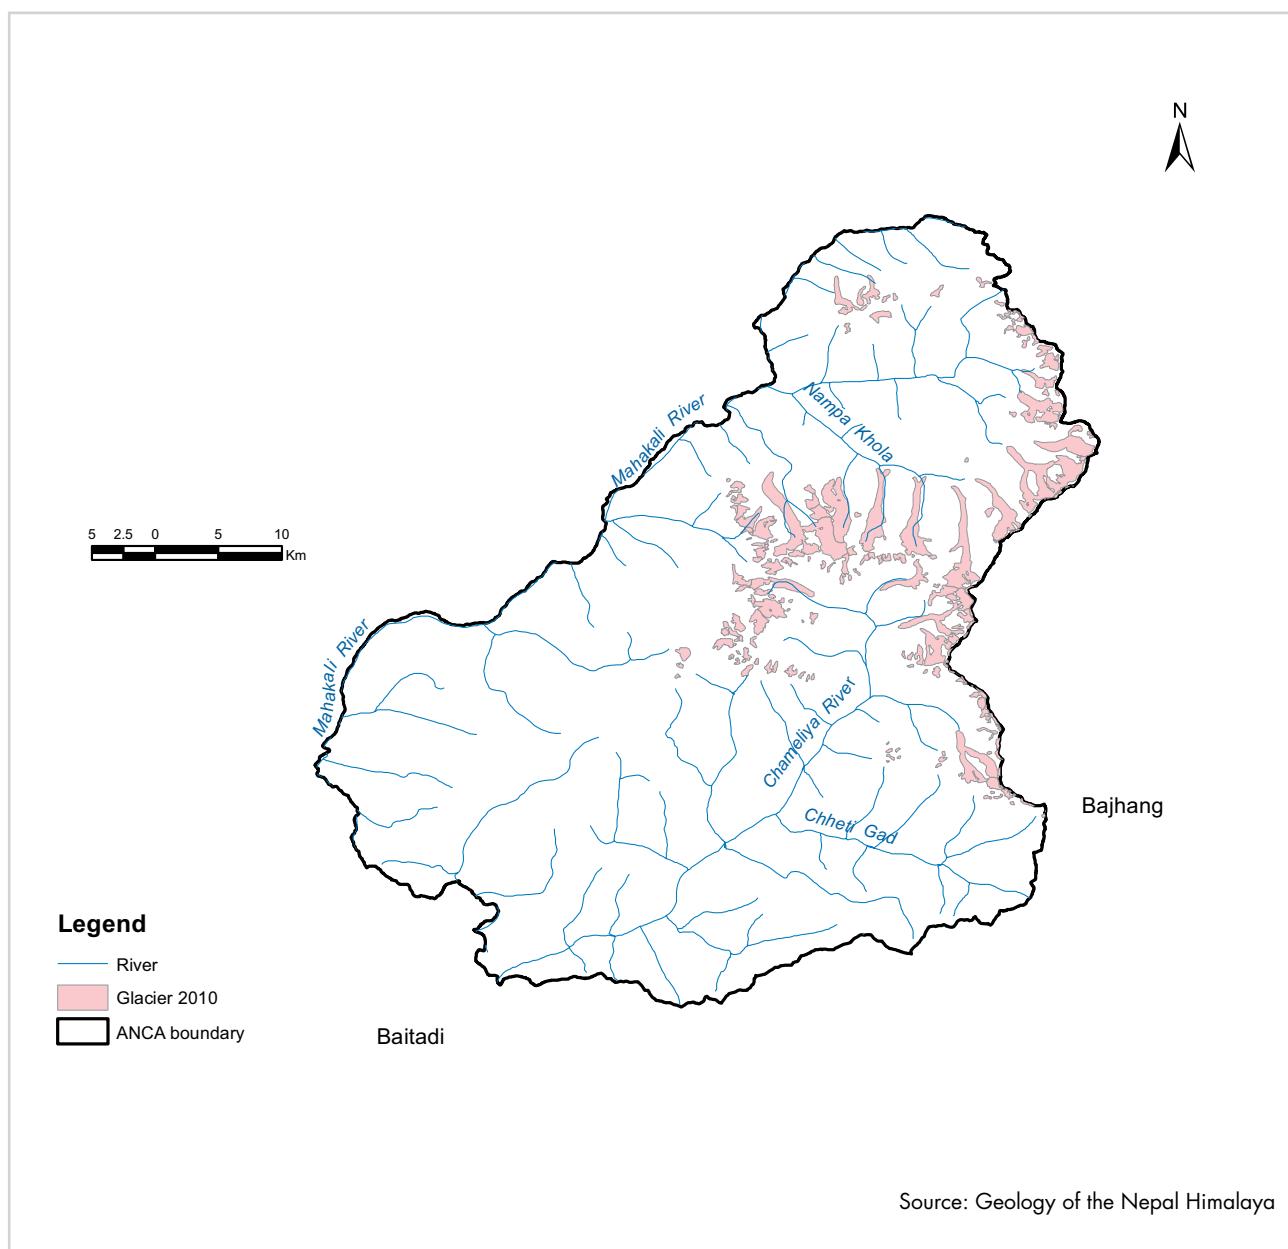 N
Mahakali River
Nampa Khola
5 2.5 0 5 10
Km
Mahakali River
Chameliya River
Chheti Gad
Bajhang
Legend
River
Glacier 2010
ANCA boundary
Baitadi
Source: Geology of the Nepal Himalaya